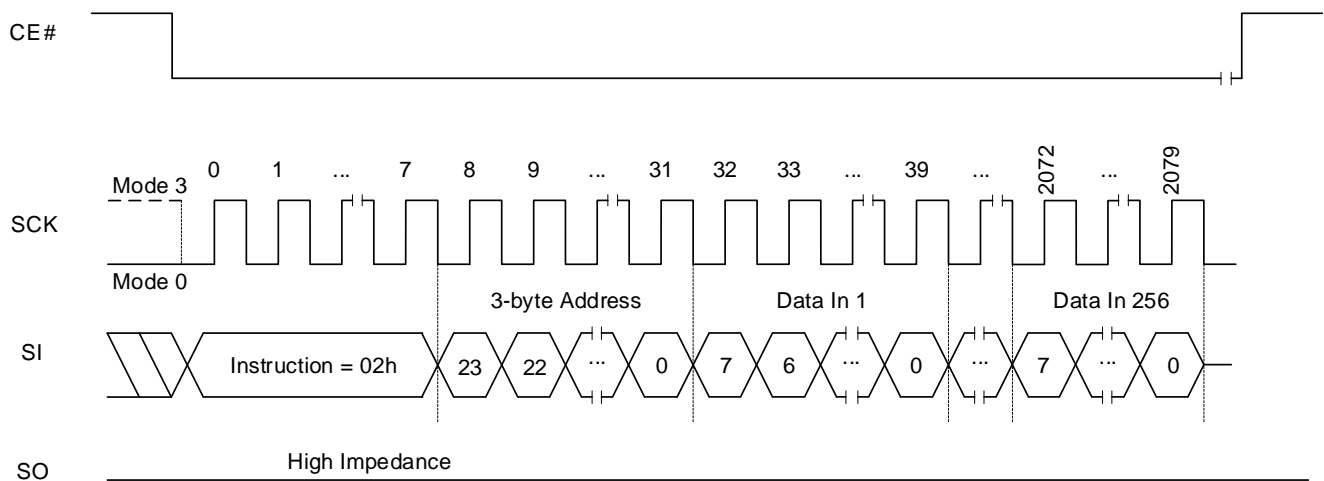 CE#
0 1 ... 7 8 9 ... 31 32 33 ... 39 ... 2072 ... 2079
Mode 3
SCK
Mode 0
3-byte Address Data In 1 Data In 256
SI Instruction = 02h 23 22 ... 0 7 6 ... 0 ... 7 ... 0
High Impedance
SO